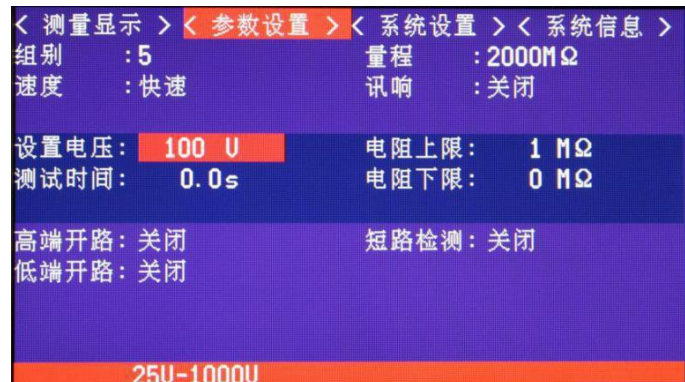 < 测量显示 > < 参数设置 > < 系统设置 > < 系统信息 >
组别 :5 量程 :2000MΩ
速度 :快速 讯响 :关闭
设置电压: 100 V 电阻上限: 1 MΩ
测试时间: 0.0s 电阻下限: 0 MΩ
高端开路:关闭 短路检测:关闭
低端开路:关闭
25V-1000V